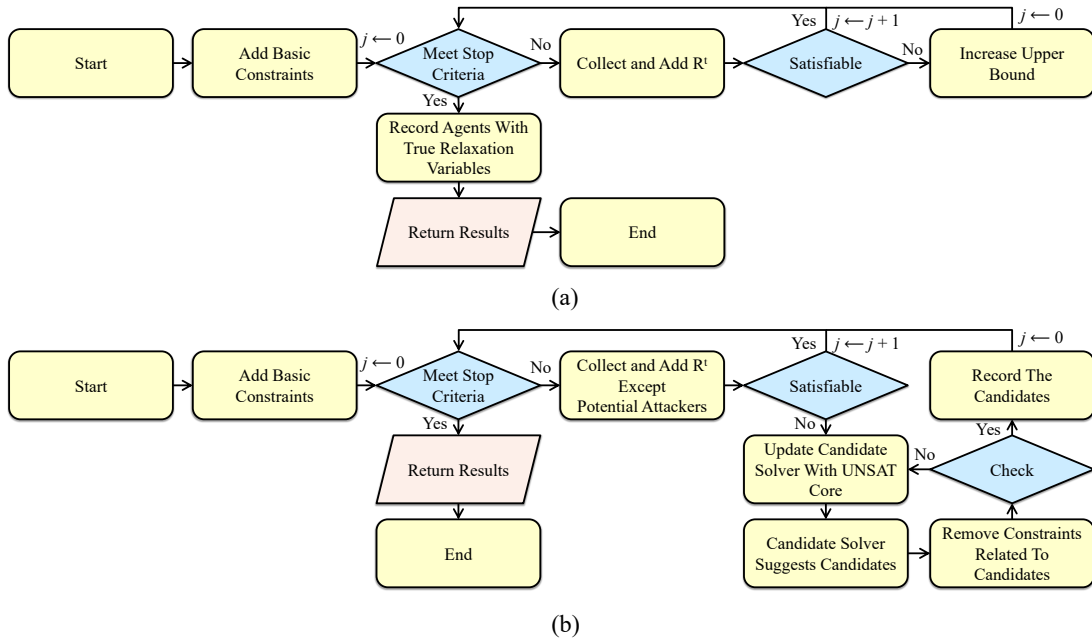 Start
Add Basic
Constraints
j ← 0
Meet Stop
Criteria
No
Collect and Add Rᵗ
Satisfiable
Yes
j ← j + 1
No
Increase Upper
Bound
j ← 0
Yes
Record Agents With
True Relaxation
Variables
Return Results
End
(a)
Start
Add Basic
Constraints
j ← 0
Meet Stop
Criteria
No
Collect and Add Rᵗ
Except
Potential Attackers
Satisfiable
Yes
j ← j + 1
Record The
Candidates
j ← 0
Yes
Return Results
No
Update Candidate
Solver With UNSAT
Core
No
Check
Yes
End
Candidate Solver
Suggests Candidates
Remove Constraints
Related To
Candidates
(b)